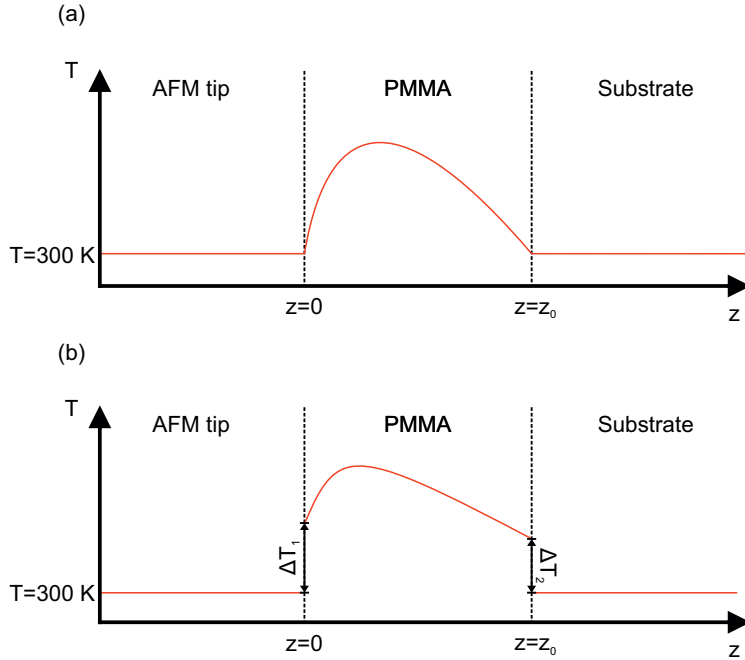 (a)
T
AFM tip
PMMA
Substrate
T=300 K
z=0
z=z₀
z
(b)
T
AFM tip
PMMA
Substrate
ΔT₁
ΔT₂
T=300 K
z=0
z=z₀
z